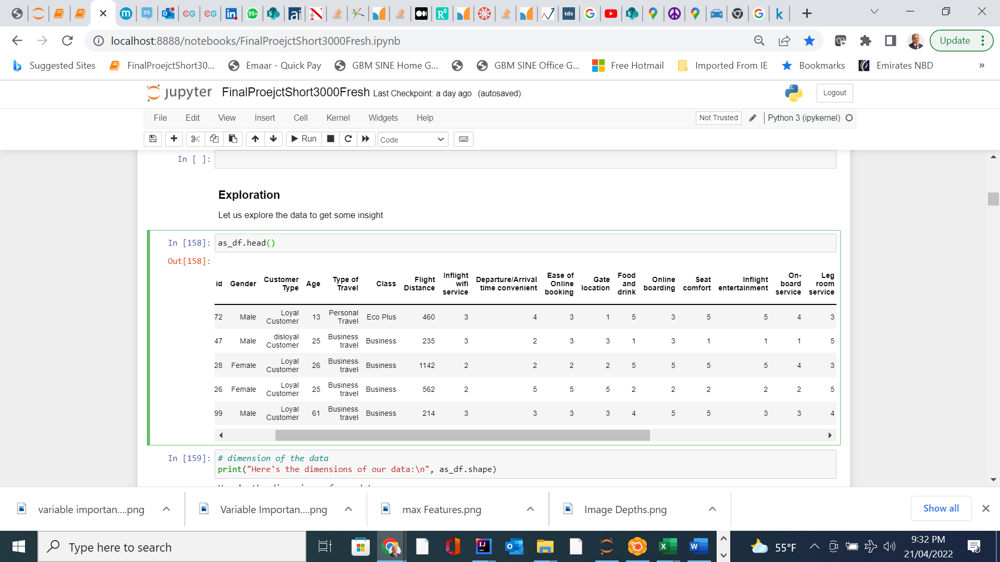 99+
ai
tds
localhost:8888/notebooks/FinalProejctShort3000Fresh.ipynb
Update
Suggested Sites
FinalProejctShort30...
Emaar - Quick Pay
GBM SINE Home G...
GBM SINE Office G...
Free Hotmail
Imported From IE
Bookmarks
Emirates NBD
»
jupyter FinalProejctShort3000Fresh Last Checkpoint: a day ago (autosaved)
Logout
File Edit View Insert Cell Kernel Widgets Help
Not Trusted
Python 3 (ipykernel)
Run
Code
In [ ]:
Exploration
Let us explore the data to get some insight
In [158]: as_df.head()
Out[158]:
id Gender Customer Type Age Type of Travel Class Flight Distance Inflight wifi service Departure/Arrival time convenient Ease of Online booking Gate location Food and drink Online boarding Seat comfort Inflight entertainment On-board service Leg room service
72 Male Loyal Customer 13 Personal Travel Eco Plus 460 3 4 3 1 5 3 5 5 4 3
47 Male disloyal Customer 25 Business travel Business 235 3 2 3 3 1 3 1 1 1 5
28 Female Loyal Customer 26 Business travel Business 1142 2 2 2 2 5 5 5 5 4 3
26 Female Loyal Customer 25 Business travel Business 562 2 5 5 5 2 2 2 2 2 5
99 Male Loyal Customer 61 Business travel Business 214 3 3 3 3 4 5 5 3 3 4
In [159]: # dimension of the data
print("Here's the dimensions of our data:\n", as_df.shape)
variable importan....png
Variable Importan....png
max Features.png
Image Depths.png
Show all
Type here to search
55°F
9:32 PM
21/04/2022